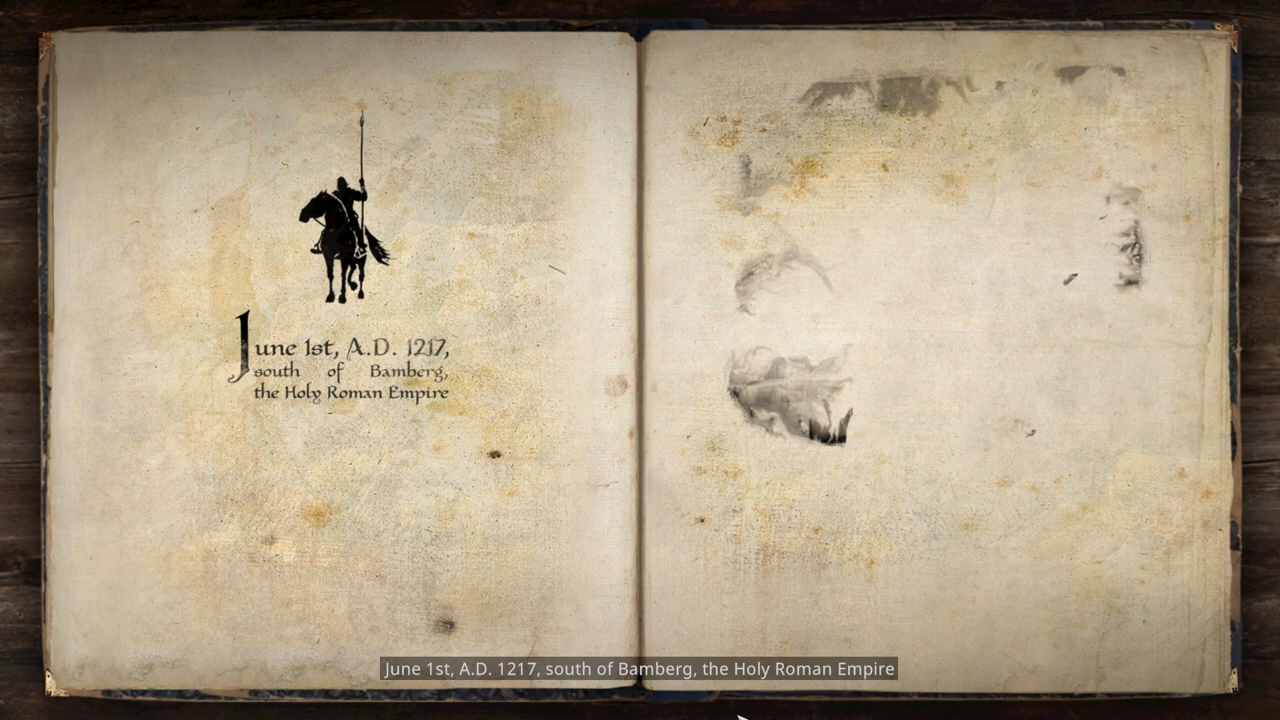 June 1st, A.D. 1217,
south of Bamberg,
the Holy Roman Empire
June 1st, A.D. 1217, south of Bamberg, the Holy Roman Empire